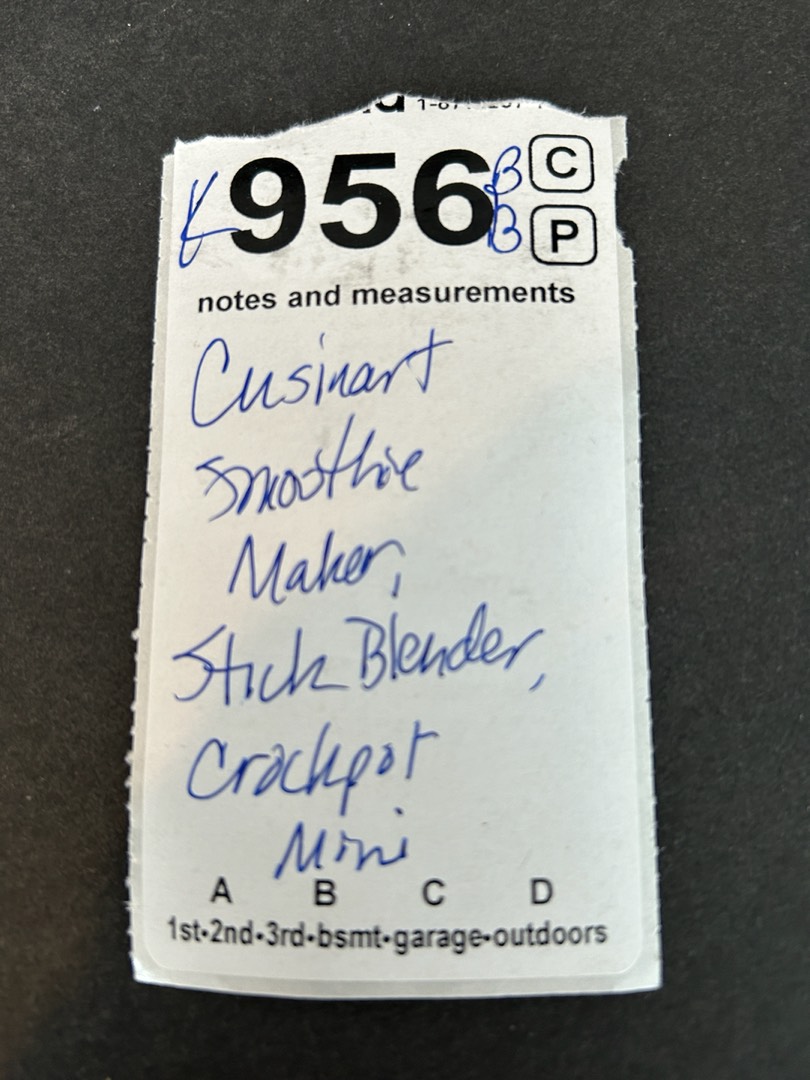 K 956 B C
B P
notes and measurements
Cusinart
Smoothie
Maker,
Stick Blender,
Crockpot
Mini
A B C D
1st•2nd•3rd•bsmt•garage•outdoors